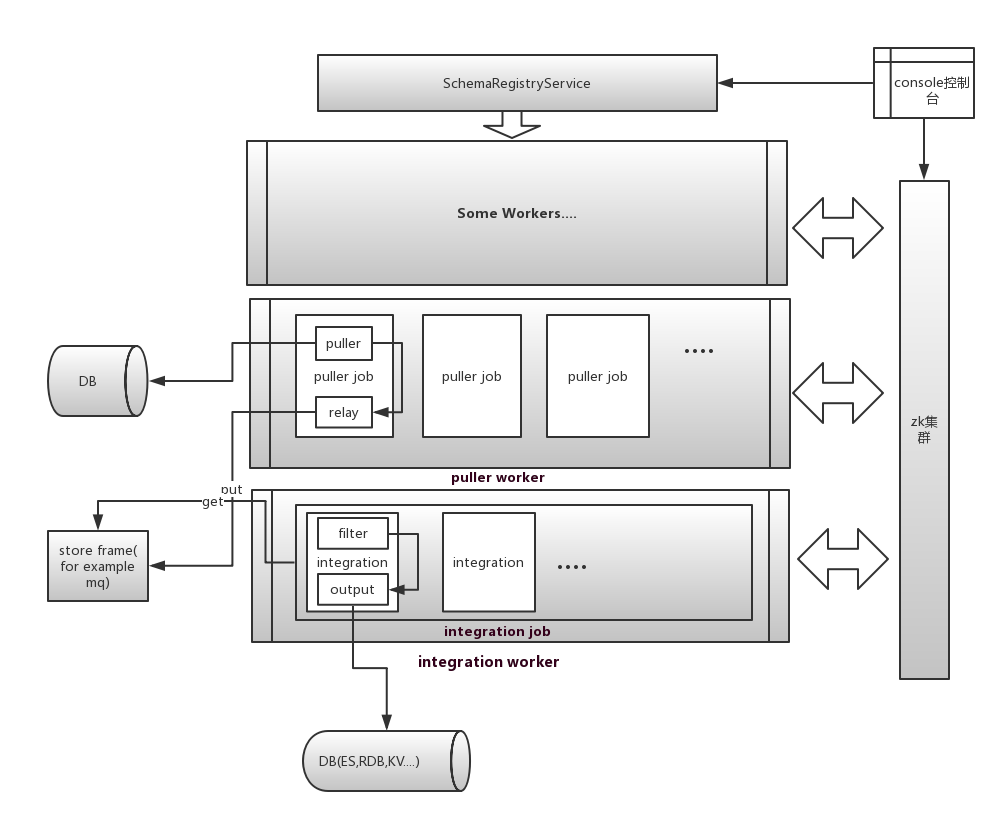 SchemaRegistryService
console控制
台
Some Workers....
puller
puller job
relay
puller job
puller job
....
DB
zk集
群
puller worker
put
get
store frame(
for example
mq)
filter
integration
output
integration
....
integration job
integration worker
DB(ES,RDB,KV....)